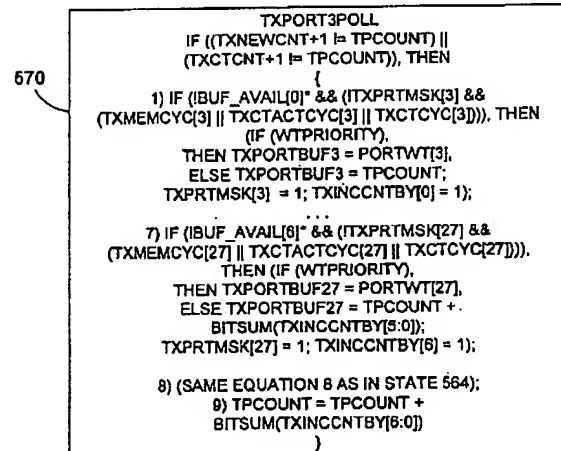 TXPORT3POLL
IF ((TXNEWCNT+1 != TPCOUNT) ||
(TXCTCNT+1 != TPCOUNT)), THEN
{
670
1) IF (!BUF_AVAIL[0]* && (!TXPRTMSK[3] &&
(TXMEMCYC[3] || TXCTACTCYC[3] || TXCTCYC[3]))), THEN
(IF (WTPRIORITY),
THEN TXPORTBUF3 = PORTWT[3],
ELSE TXPORTBUF3 = TPCOUNT;
TXPRTMSK[3] = 1; TXINCCNTBY[0] = 1);
...
7) IF (!BUF_AVAIL[6]* && (!TXPRTMSK[27] &&
(TXMEMCYC[27] || TXCTACTCYC[27] || TXCTCYC[27]))),
THEN (IF (WTPRIORITY),
THEN TXPORTBUF27 = PORTWT[27],
ELSE TXPORTBUF27 = TPCOUNT +
BITSUM(TXINCCNTBY[5:0]);
TXPRTMSK[27] = 1; TXINCCNTBY[6] = 1);
8) (SAME EQUATION 8 AS IN STATE 564);
9) TPCOUNT = TPCOUNT +
BITSUM(TXINCCNTBY[6:0])
}